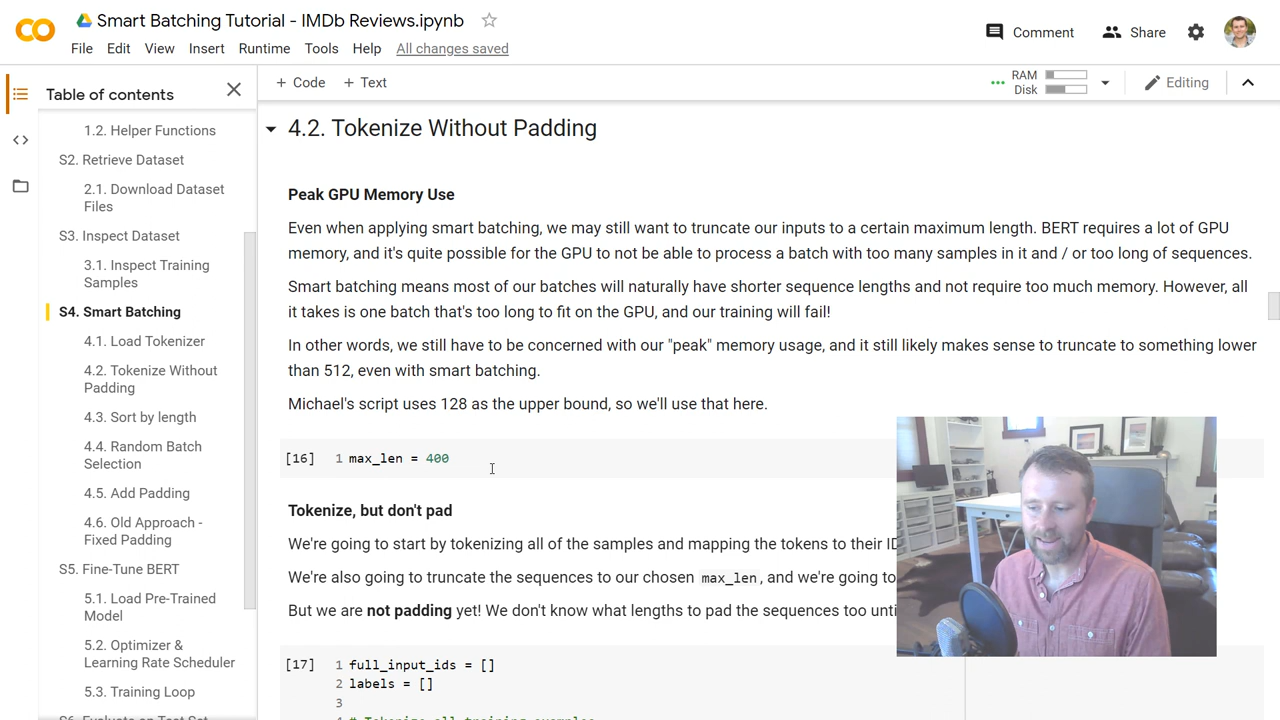 Smart Batching Tutorial - IMDb Reviews.ipynb
File Edit View Insert Runtime Tools Help All changes saved
Comment
Share
Table of contents
1.2. Helper Functions
S2. Retrieve Dataset
2.1. Download Dataset
Files
S3. Inspect Dataset
3.1. Inspect Training
Samples
S4. Smart Batching
4.1. Load Tokenizer
4.2. Tokenize Without
Padding
4.3. Sort by length
4.4. Random Batch
Selection
4.5. Add Padding
4.6. Old Approach -
Fixed Padding
S5. Fine-Tune BERT
5.1. Load Pre-Trained
Model
5.2. Optimizer &
Learning Rate Scheduler
5.3. Training Loop
S6. Evaluate on Test Set
+ Code + Text
RAM
Disk
Editing
4.2. Tokenize Without Padding
Peak GPU Memory Use
Even when applying smart batching, we may still want to truncate our inputs to a certain maximum length. BERT requires a lot of GPU
memory, and it's quite possible for the GPU to not be able to process a batch with too many samples in it and / or too long of sequences.
Smart batching means most of our batches will naturally have shorter sequence lengths and not require too much memory. However, all
it takes is one batch that's too long to fit on the GPU, and our training will fail!
In other words, we still have to be concerned with our "peak" memory usage, and it still likely makes sense to truncate to something lower
than 512, even with smart batching.
Michael's script uses 128 as the upper bound, so we'll use that here.
[16] 1 max_len = 400
Tokenize, but don't pad
We're going to start by tokenizing all of the samples and mapping the tokens to their ID
We're also going to truncate the sequences to our chosen max_len, and we're going to
But we are not padding yet! We don't know what lengths to pad the sequences too unti
[17] 1 full_input_ids = []
2 labels = []
3
4 # Tokenize all training examples